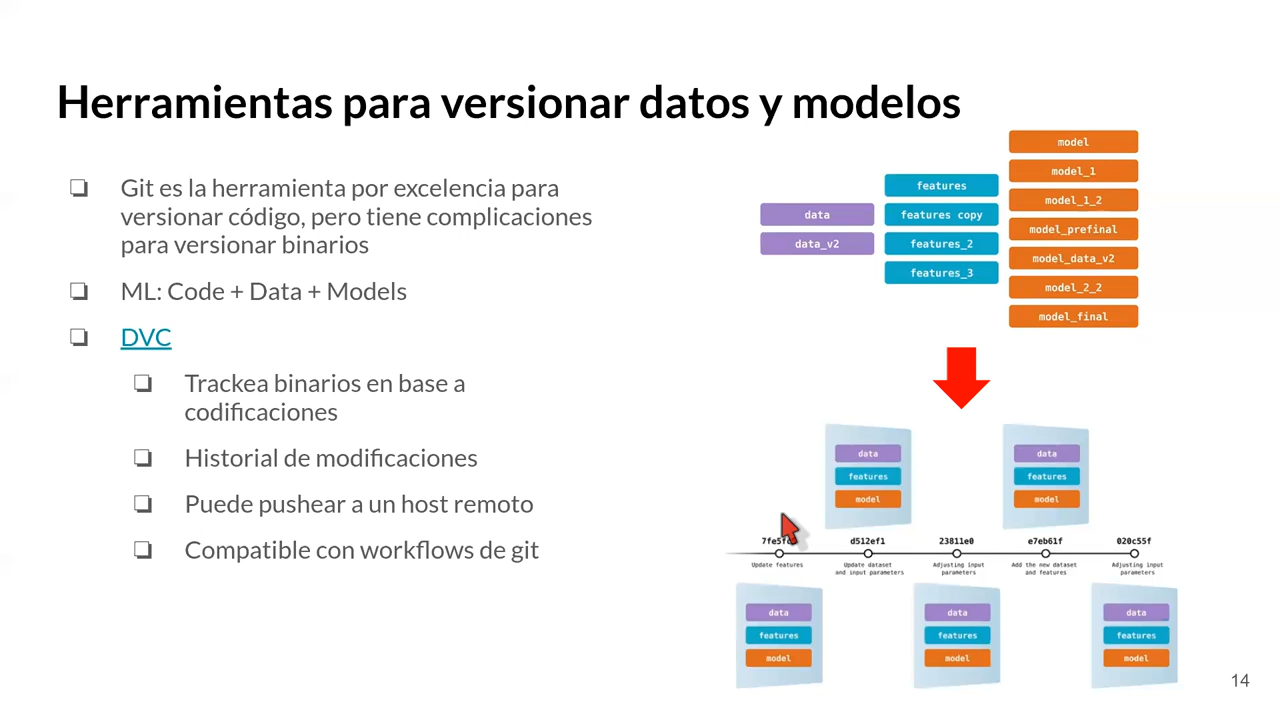 Herramientas para versionar datos y modelos
Git es la herramienta por excelencia para
versionar código, pero tiene complicaciones
para versionar binarios
ML: Code + Data + Models
DVC
Trackea binarios en base a
codificaciones
Historial de modificaciones
Puede pushear a un host remoto
Compatible con workflows de git
data
data_v2
features
features copy
features_2
features_3
model
model_1
model_1_2
model_prefinal
model_data_v2
model_2_2
model_final
data
features
model
data
features
model
d512ef1
23811e0
e7eb61f
020c55f
Update features
Update dataset
and input parameters
Adjusting input
parameters
Add the new dataset
and features
Adjusting input
parameters
data
features
model
data
features
model
data
features
model
14